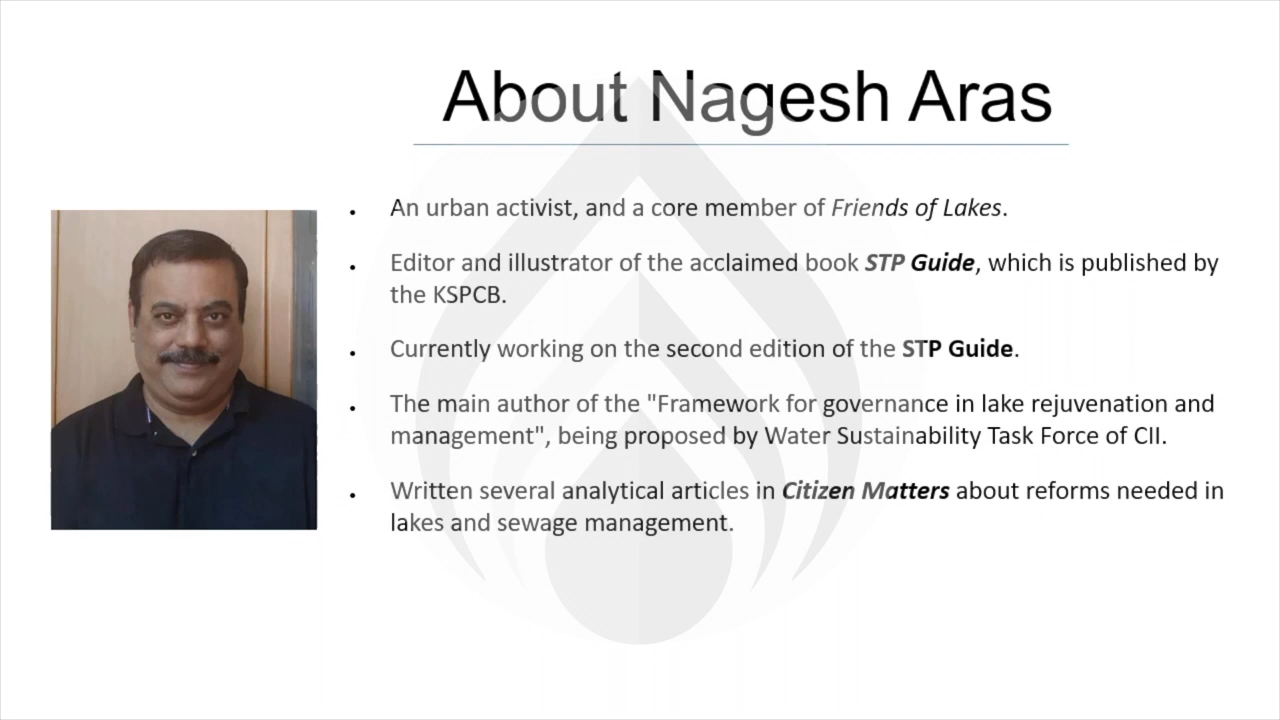 About Nagesh Aras
• An urban activist, and a core member of Friends of Lakes.
• Editor and illustrator of the acclaimed book STP Guide, which is published by
the KSPCB.
• Currently working on the second edition of the STP Guide.
• The main author of the "Framework for governance in lake rejuvenation and
management", being proposed by Water Sustainability Task Force of CII.
• Written several analytical articles in Citizen Matters about reforms needed in
lakes and sewage management.